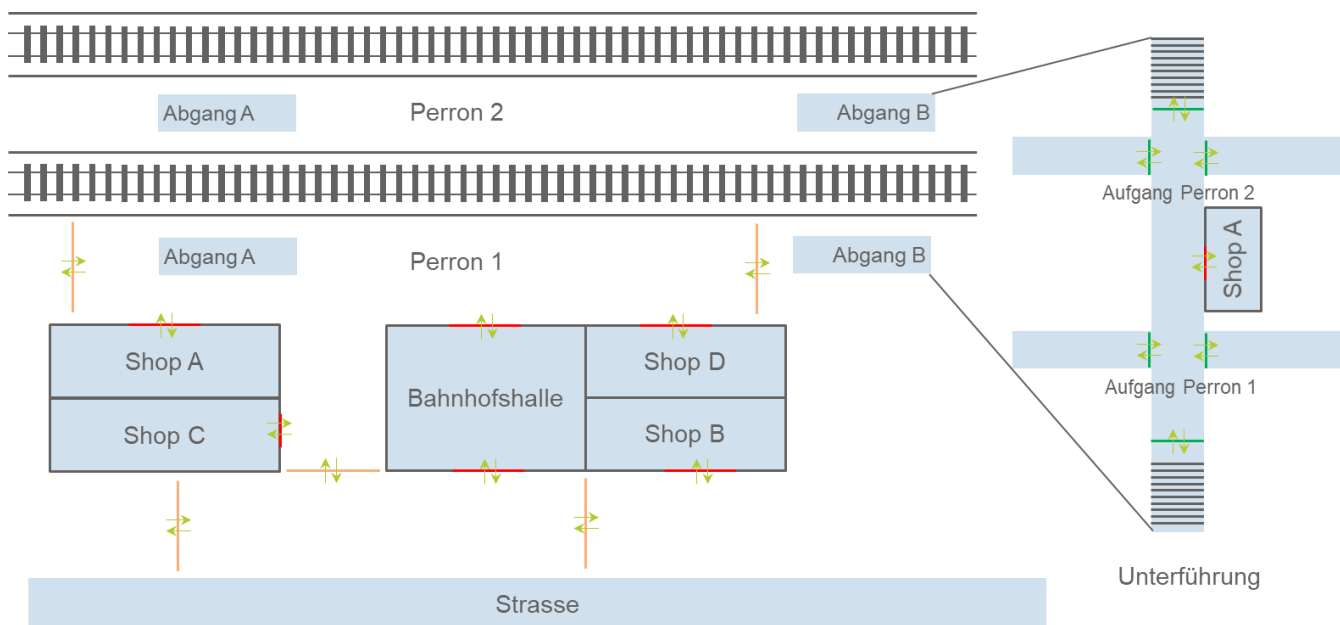 Abgang A
Perron 2
Abgang B
Abgang A
Perron 1
Abgang B
Shop A
Shop C
Bahnhofshalle
Shop D
Shop B
Strasse
Aufgang Perron 2
Shop A
Aufgang Perron 1
Unterführung